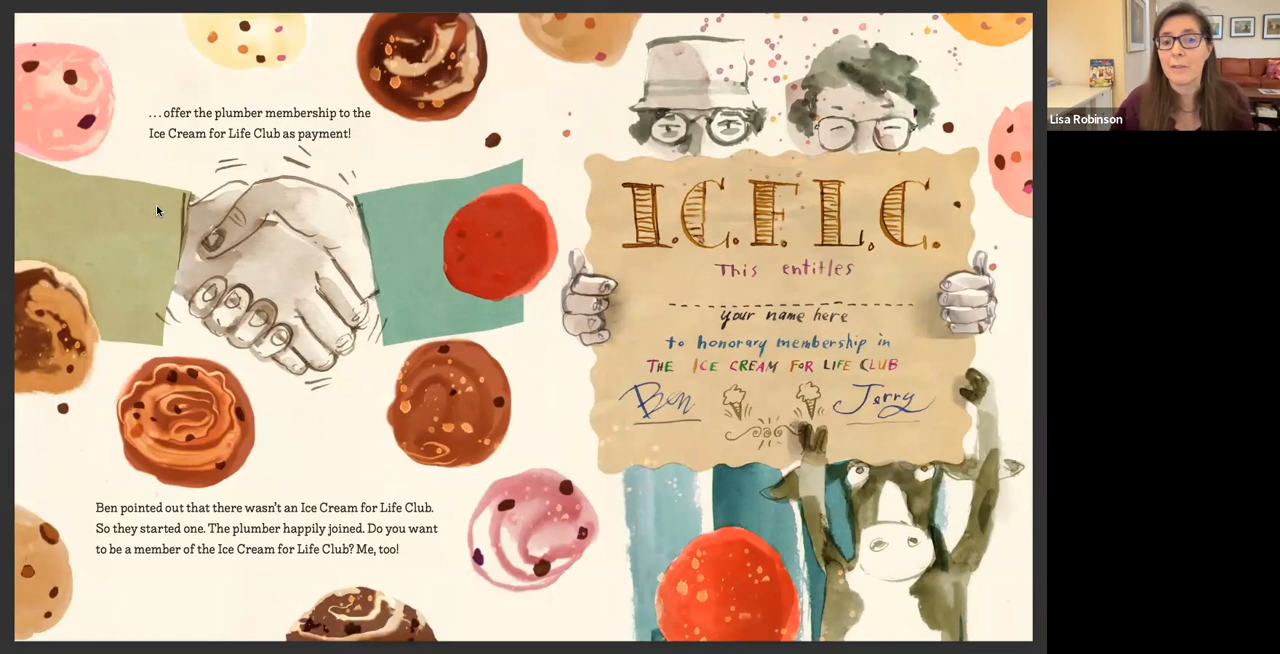 . . . offer the plumber membership to the
Ice Cream for Life Club as payment!
Ben pointed out that there wasn't an Ice Cream for Life Club.
So they started one. The plumber happily joined. Do you want
to be a member of the Ice Cream for Life Club? Me, too!
I.C.F.L.C.
This entitles
your name here
to honorary membership in
THE ICE CREAM FOR LIFE CLUB
Ben Jerry
Lisa Robinson